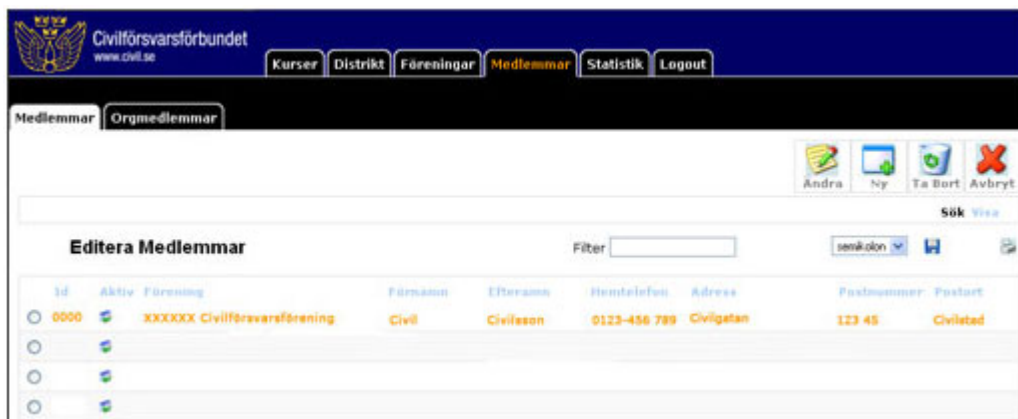 Civilförsvarsförbundet
www.civil.se
Kurser Distrikt Föreningar Medlemmar Statistik Logout
Medlemmar Orgmedlemmar
Ändra Ny Ta Bort Avbryt
Sök Visa
Editera Medlemmar Filter semikolon
Id Aktiv Förening Förnamn Efteramn Hemtelefon Adress Postnummer Postort
0000 XXXXXX Civilförsvarsförening Civil Civilsson 0123-456 789 Civilgatan 123 45 Civilstad